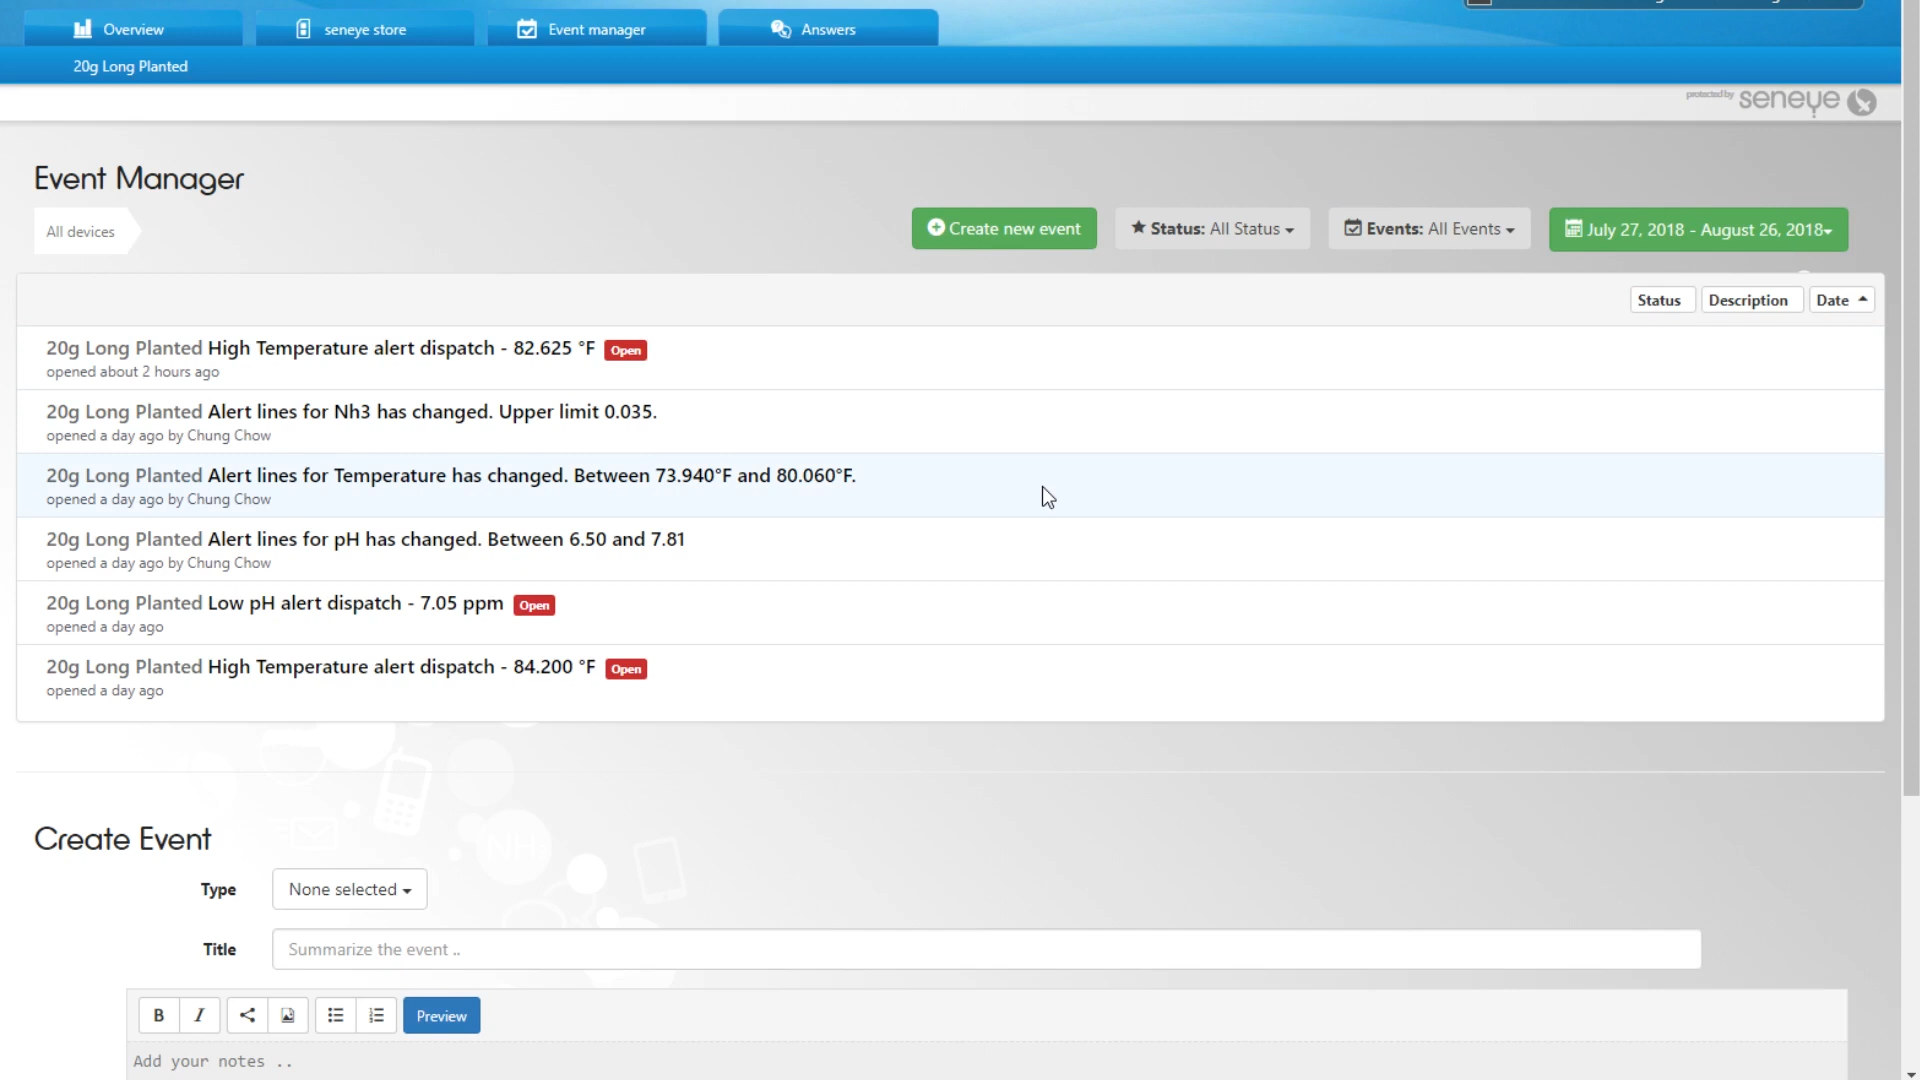 Overview
seneye store
Event manager
Answers
20g Long Planted
protected by seneye
Event Manager
All devices
Create new event
Status: All Status
Events: All Events
July 27, 2018 - August 26, 2018
Status
Description
Date
20g Long Planted High Temperature alert dispatch - 82.625 °F Open
opened about 2 hours ago
20g Long Planted Alert lines for Nh3 has changed. Upper limit 0.035.
opened a day ago by Chung Chow
20g Long Planted Alert lines for Temperature has changed. Between 73.940°F and 80.060°F.
opened a day ago by Chung Chow
20g Long Planted Alert lines for pH has changed. Between 6.50 and 7.81
opened a day ago by Chung Chow
20g Long Planted Low pH alert dispatch - 7.05 ppm Open
opened a day ago
20g Long Planted High Temperature alert dispatch - 84.200 °F Open
opened a day ago
Create Event
Type
None selected
Title
Summarize the event ..
B
I
Preview
Add your notes ..